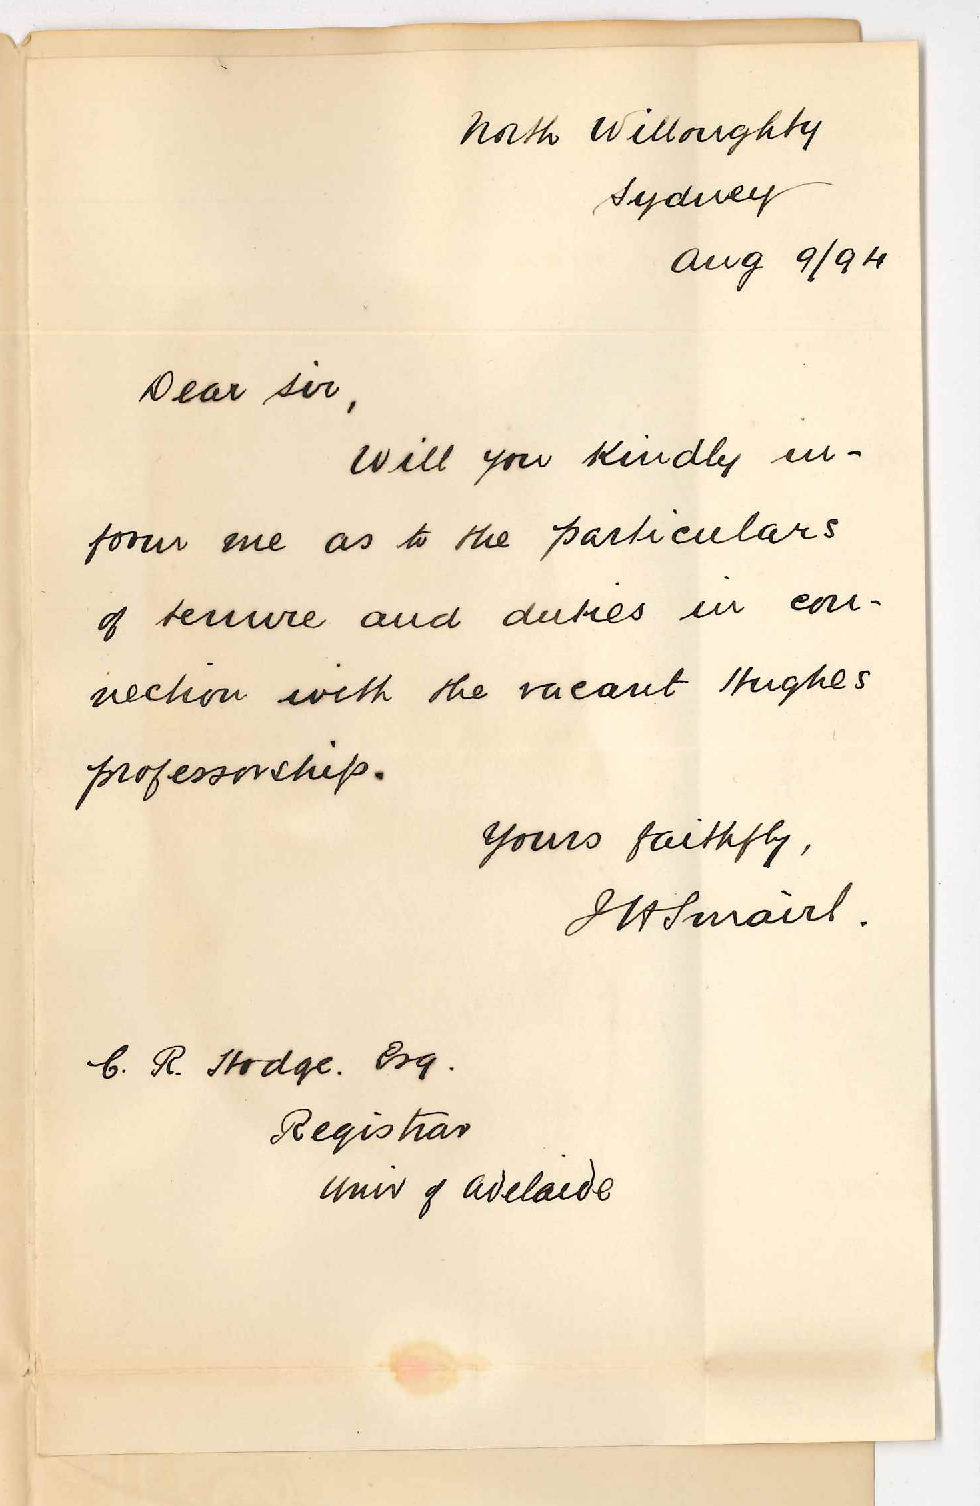 North Willoughby
Sydney
Aug 9/94
Dear Sir,
Will you kindly in-
form me as to the particulars
of tenure and duties in con-
nection with the vacant Hughes
professorship.
Yours faithfly,
J H Smairl.
C. R. Hodge. Esq.
Registrar
Univ of Adelaide